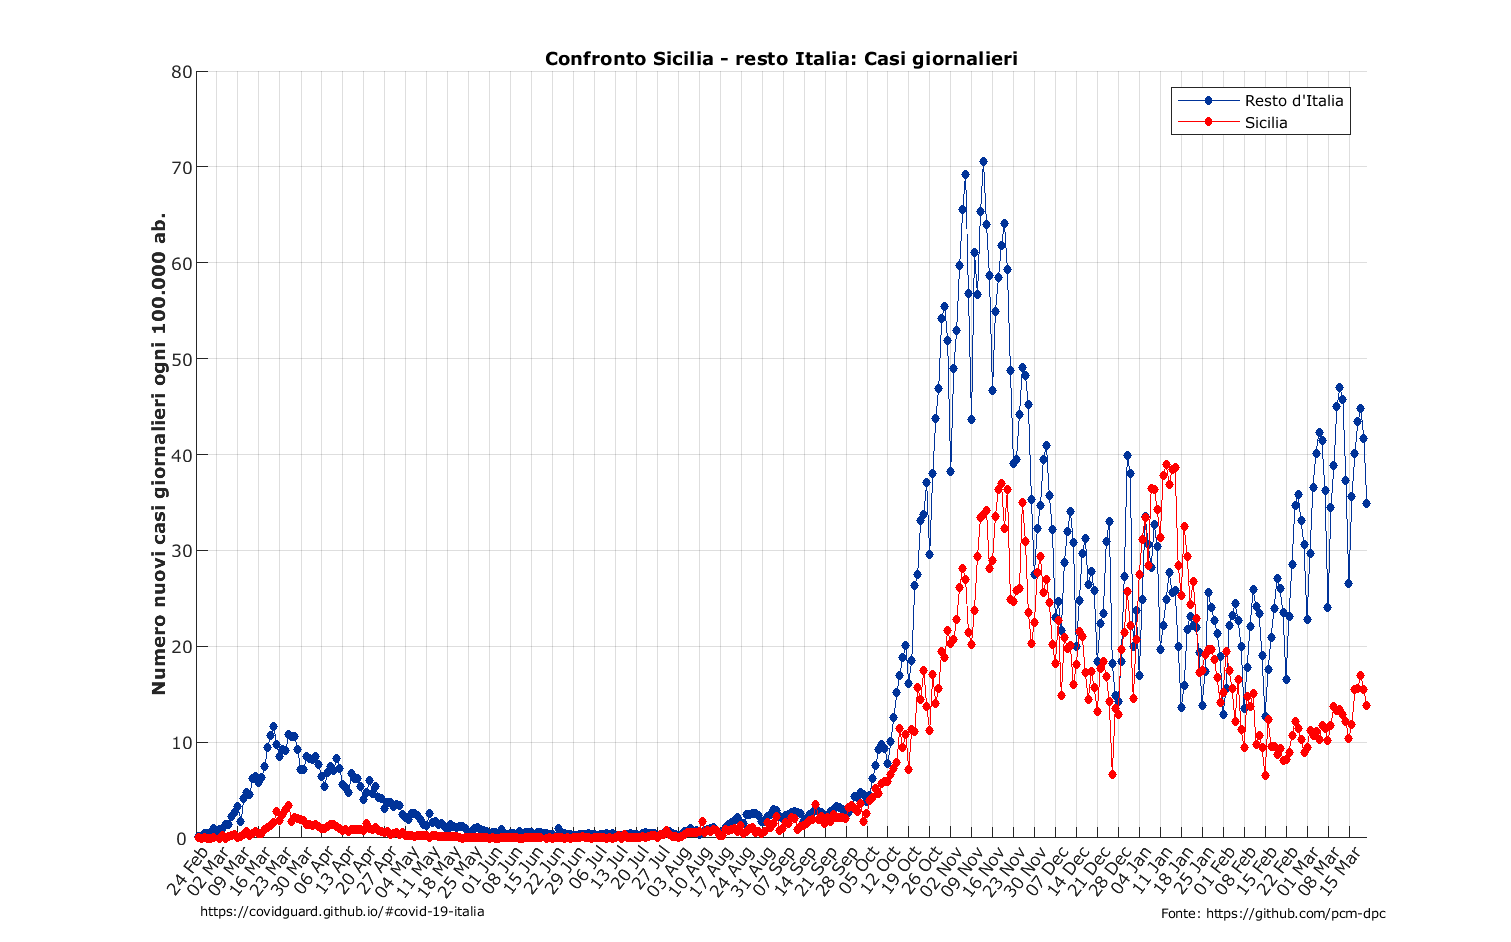 Confronto Sicilia - resto Italia: Casi giornalieri
Resto d'Italia
Sicilia
Numero nuovi casi giornalieri ogni 100.000 ab.
80
70
60
50
40
30
20
10
0
24 Feb
02 Mar
09 Mar
16 Mar
23 Mar
30 Mar
06 Apr
13 Apr
20 Apr
27 Apr
04 May
11 May
18 May
25 May
01 Jun
08 Jun
15 Jun
22 Jun
29 Jun
06 Jul
13 Jul
20 Jul
27 Jul
03 Aug
10 Aug
17 Aug
24 Aug
31 Aug
07 Sep
14 Sep
21 Sep
28 Sep
05 Oct
12 Oct
19 Oct
26 Oct
02 Nov
09 Nov
16 Nov
23 Nov
30 Nov
07 Dec
14 Dec
21 Dec
28 Dec
04 Jan
11 Jan
18 Jan
25 Jan
01 Feb
08 Feb
15 Feb
22 Feb
01 Mar
08 Mar
15 Mar
https://covidguard.github.io/#covid-19-italia
Fonte: https://github.com/pcm-dpc